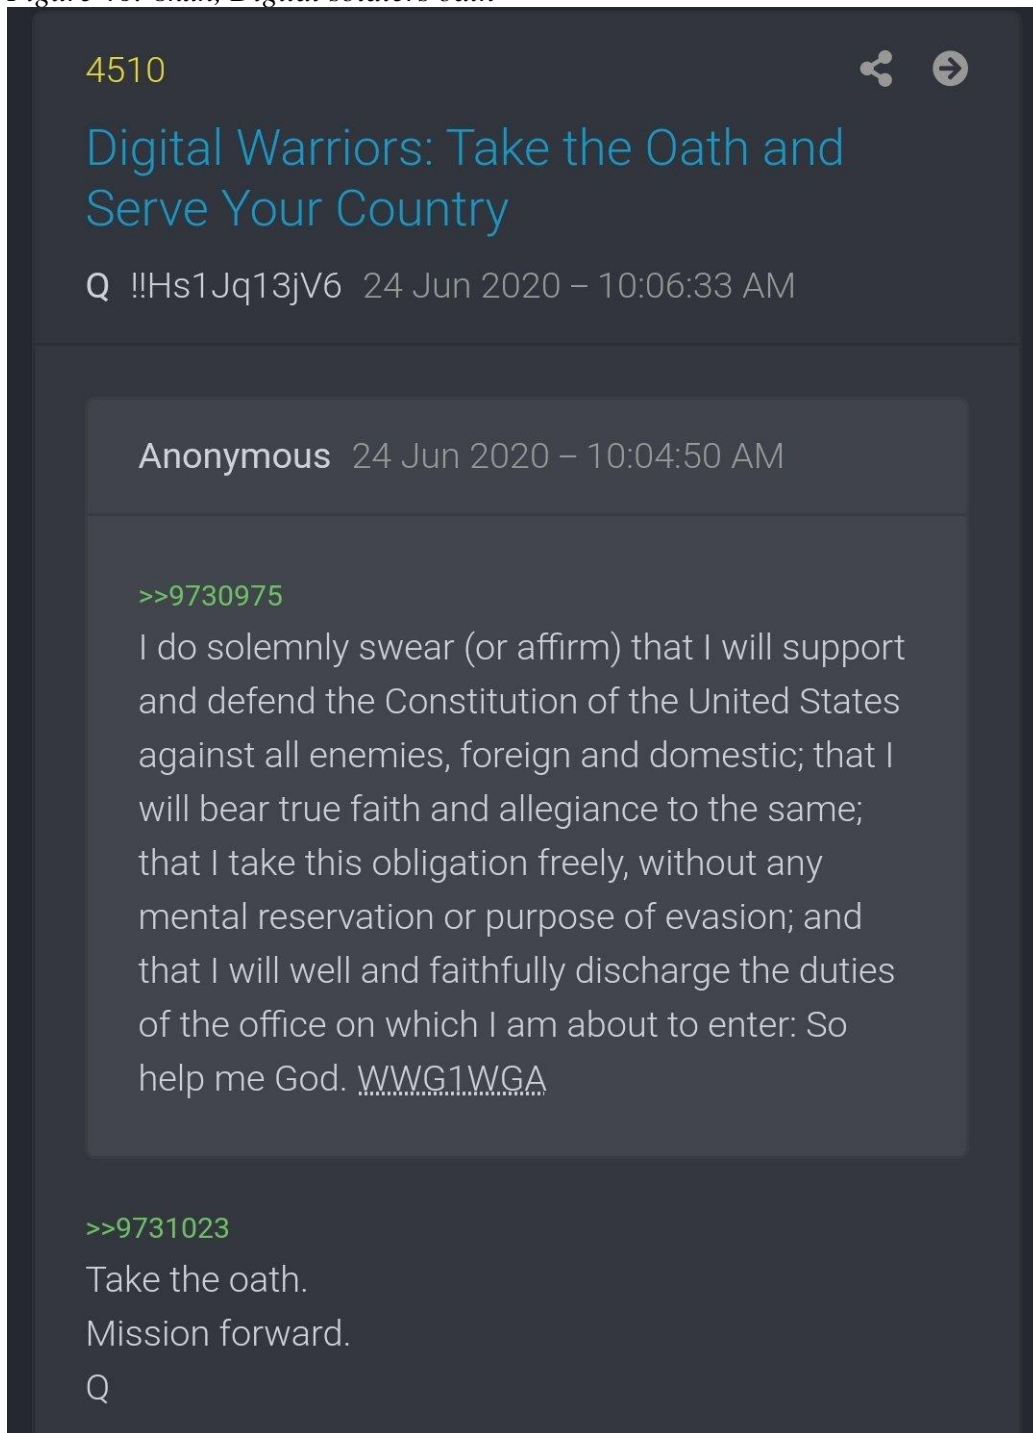 4510
Digital Warriors: Take the Oath and
Serve Your Country
Q !!Hs1Jq13jV6 24 Jun 2020 – 10:06:33 AM
Anonymous 24 Jun 2020 – 10:04:50 AM
>>9730975
I do solemnly swear (or affirm) that I will support
and defend the Constitution of the United States
against all enemies, foreign and domestic; that I
will bear true faith and allegiance to the same;
that I take this obligation freely, without any
mental reservation or purpose of evasion; and
that I will well and faithfully discharge the duties
of the office on which I am about to enter: So
help me God. WWG1WGA
>>9731023
Take the oath.
Mission forward.
Q